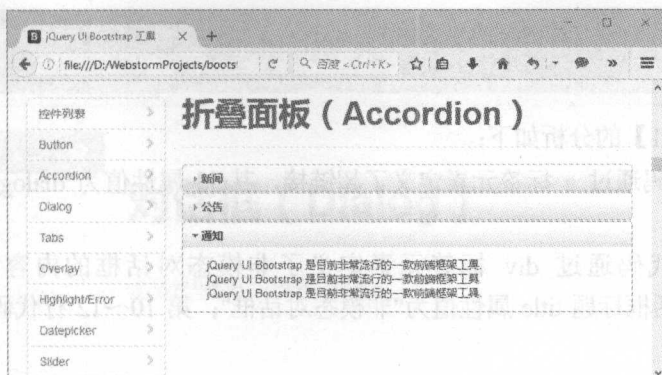 jQuery UI Bootstrap 工具
file:///D:/WebstormProjects/boots'
百度 <Ctrl+K>
控件列表
Button
Accordion
Dialog
Tabs
Overlay
Highlight/Error
Datepicker
Slider
折叠面板（Accordion）
新闻
公告
通知
jQuery UI Bootstrap 是目前非常流行的一款前端框架工具
jQuery UI Bootstrap 是目前非常流行的一款前端框架工具
jQuery UI Bootstrap 是目前非常流行的一款前端框架工具